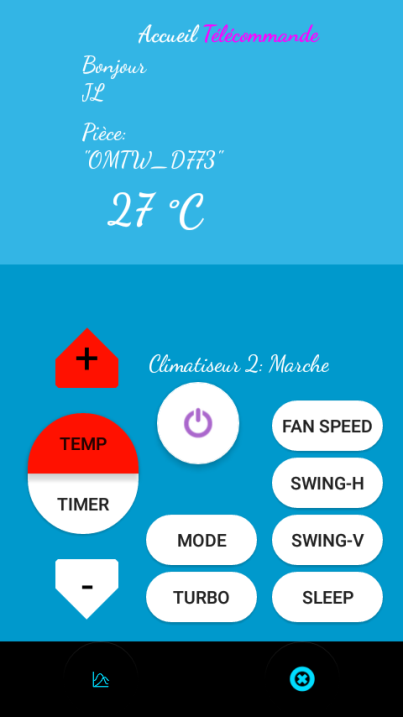 Accueil Télécommande
Bonjour
JL
Pièce:
"OMTW_D773"
27 °C
+
Climatiseur 2: Marche
TEMP
FAN SPEED
SWING-H
TIMER
MODE
SWING-V
-
TURBO
SLEEP